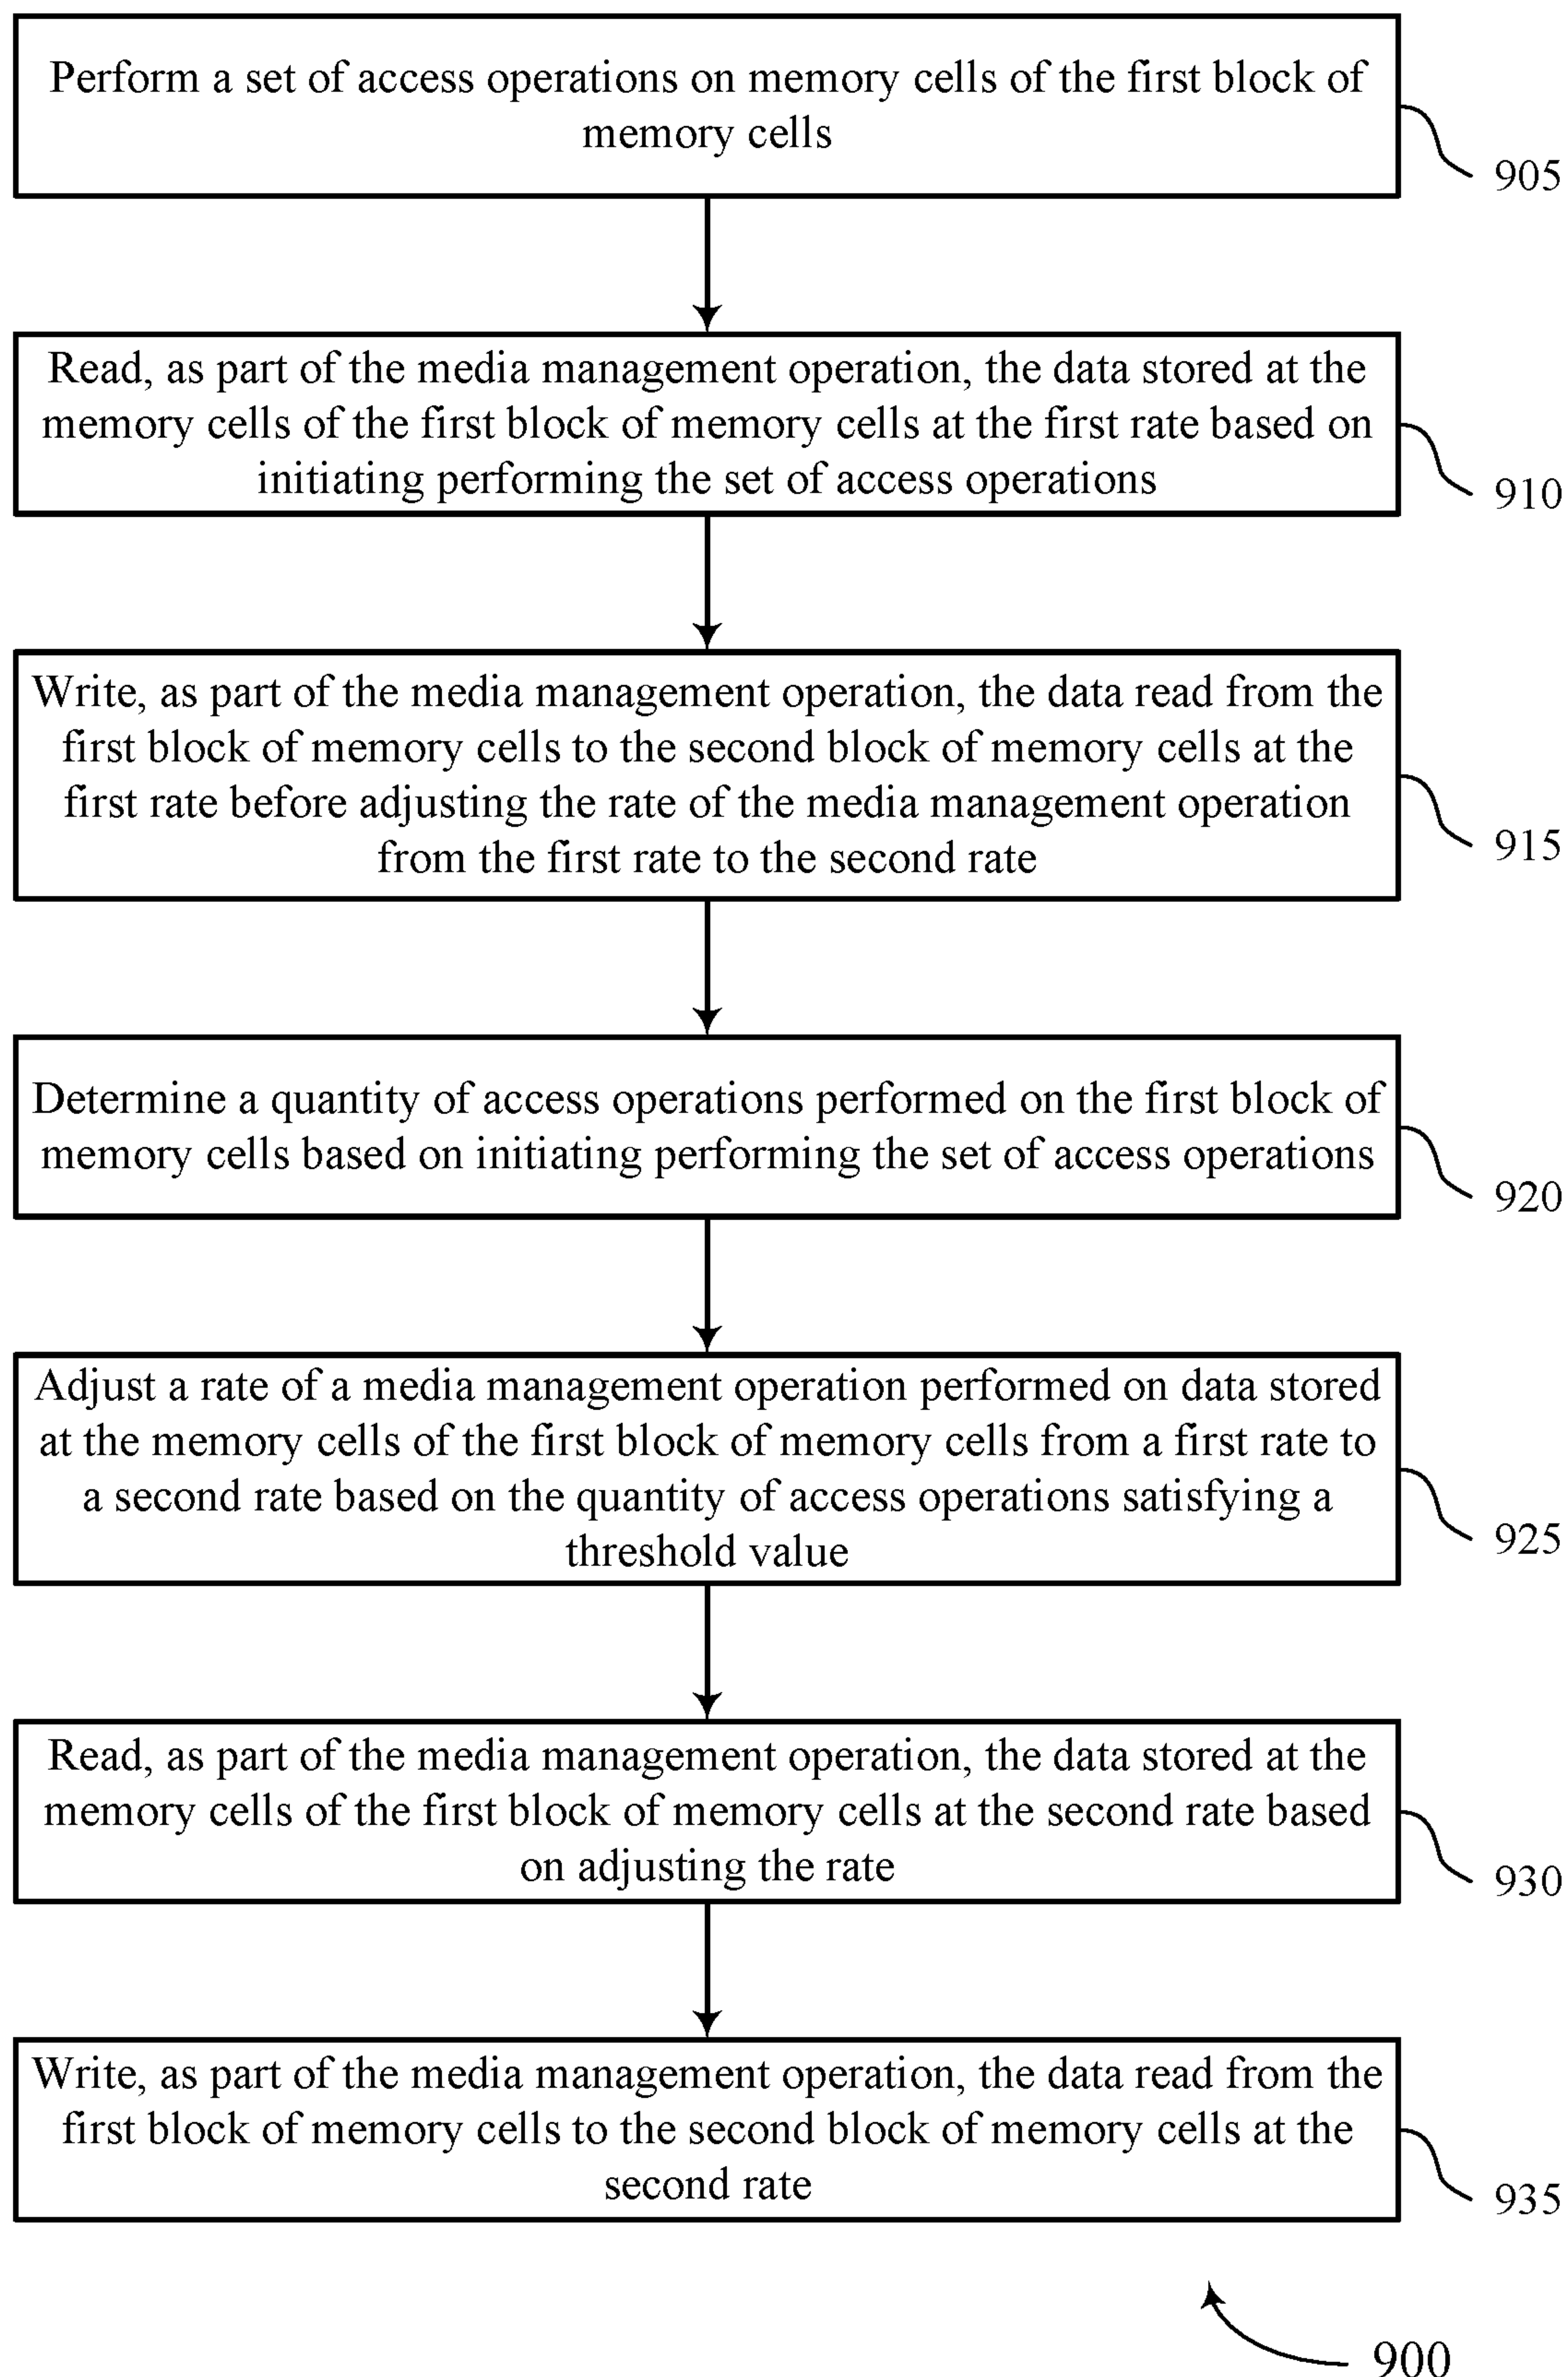 Perform a set of access operations on memory cells of the first block of
memory cells
905
Read, as part of the media management operation, the data stored at the
memory cells of the first block of memory cells at the first rate based on
initiating performing the set of access operations
910
Write, as part of the media management operation, the data read from the
first block of memory cells to the second block of memory cells at the
first rate before adjusting the rate of the media management operation
from the first rate to the second rate
915
Determine a quantity of access operations performed on the first block of
memory cells based on initiating performing the set of access operations
920
Adjust a rate of a media management operation performed on data stored
at the memory cells of the first block of memory cells from a first rate to
a second rate based on the quantity of access operations satisfying a
threshold value
925
Read, as part of the media management operation, the data stored at the
memory cells of the first block of memory cells at the second rate based
on adjusting the rate
930
Write, as part of the media management operation, the data read from the
first block of memory cells to the second block of memory cells at the
second rate
935
900